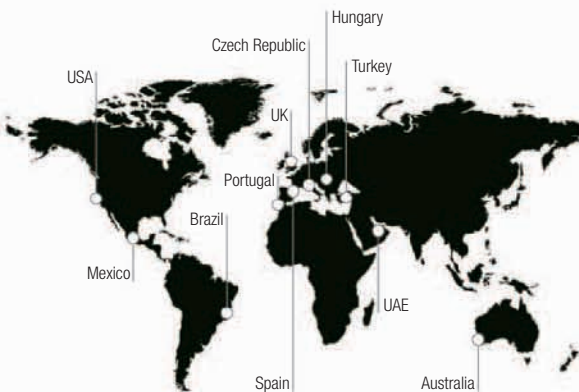 Hungary
Czech Republic
Turkey
USA
UK
Portugal
Brazil
Mexico
UAE
Spain
Australia